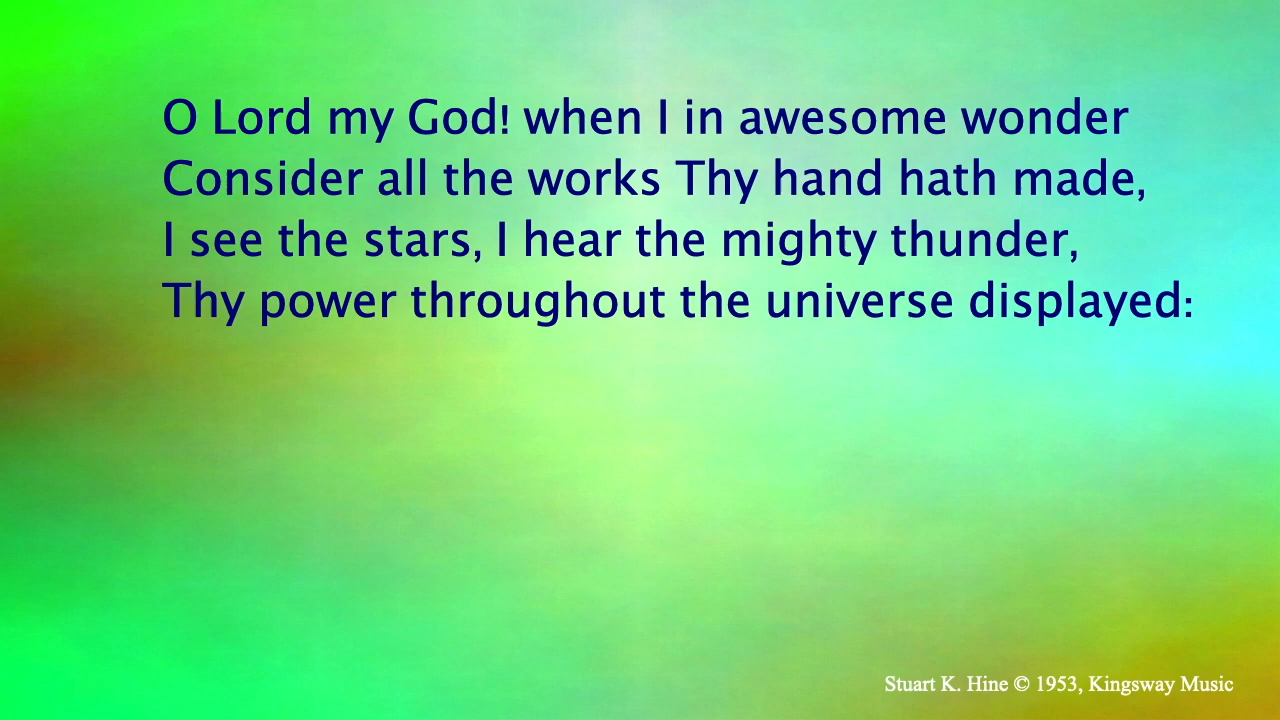 O Lord my God! when I in awesome wonder
Consider all the works Thy hand hath made,
I see the stars, I hear the mighty thunder,
Thy power throughout the universe displayed:
Stuart K. Hine © 1953, Kingsway Music